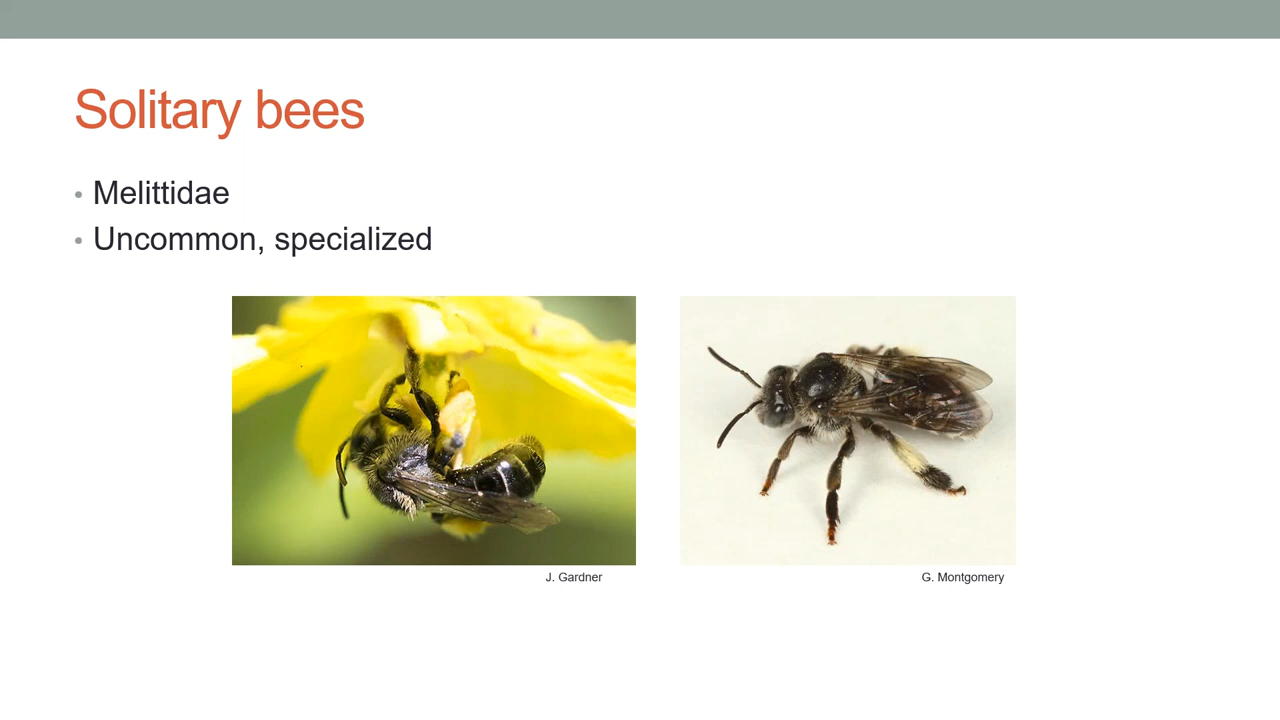 Solitary bees
• Melittidae
• Uncommon, specialized
J. Gardner
G. Montgomery